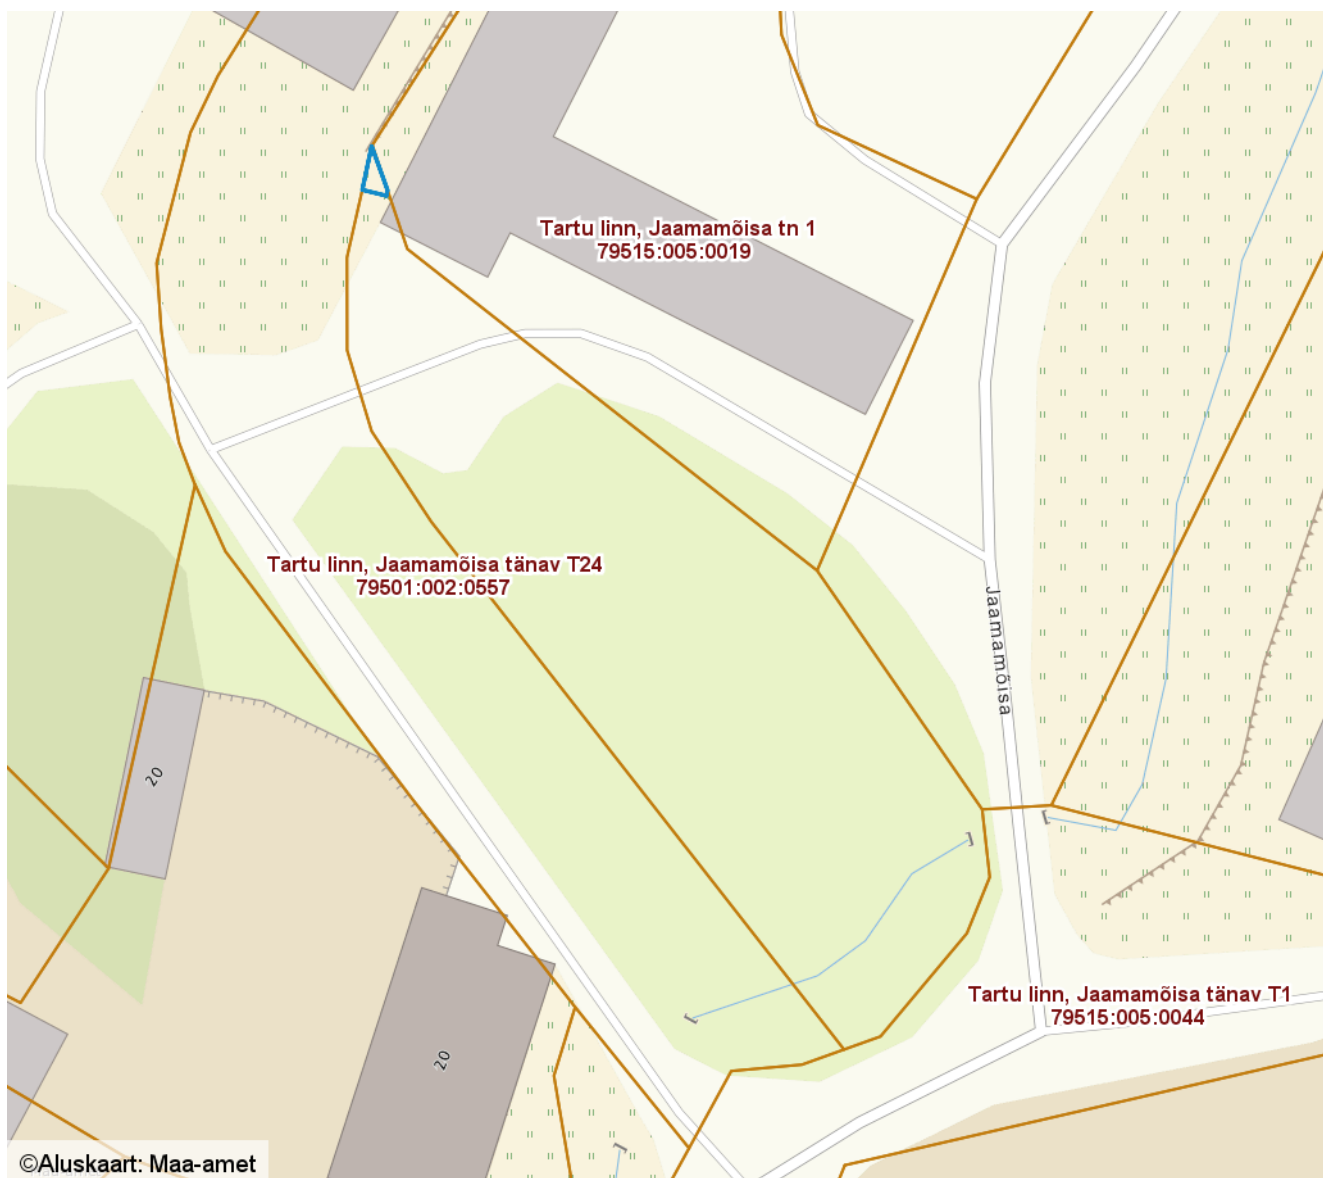 Tartu linn, Jaamamõisa tn 1
79515:005:0019
Tartu linn, Jaamamõisa tänav T24
79501:002:0557
Jaamamõisa
20
20
Tartu linn, Jaamamõisa tänav T1
79515:005:0044
©Aluskaart: Maa-amet